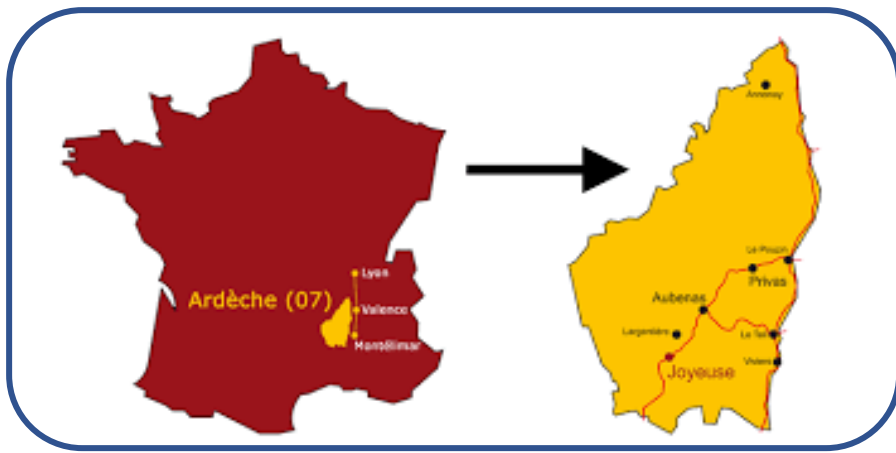 Lyon
Ardèche (07)
Valence
Montélimar
Annonay
Le Pouzin
Privas
Aubenas
Largentière
Le Teil
Viviers
Joyeuse